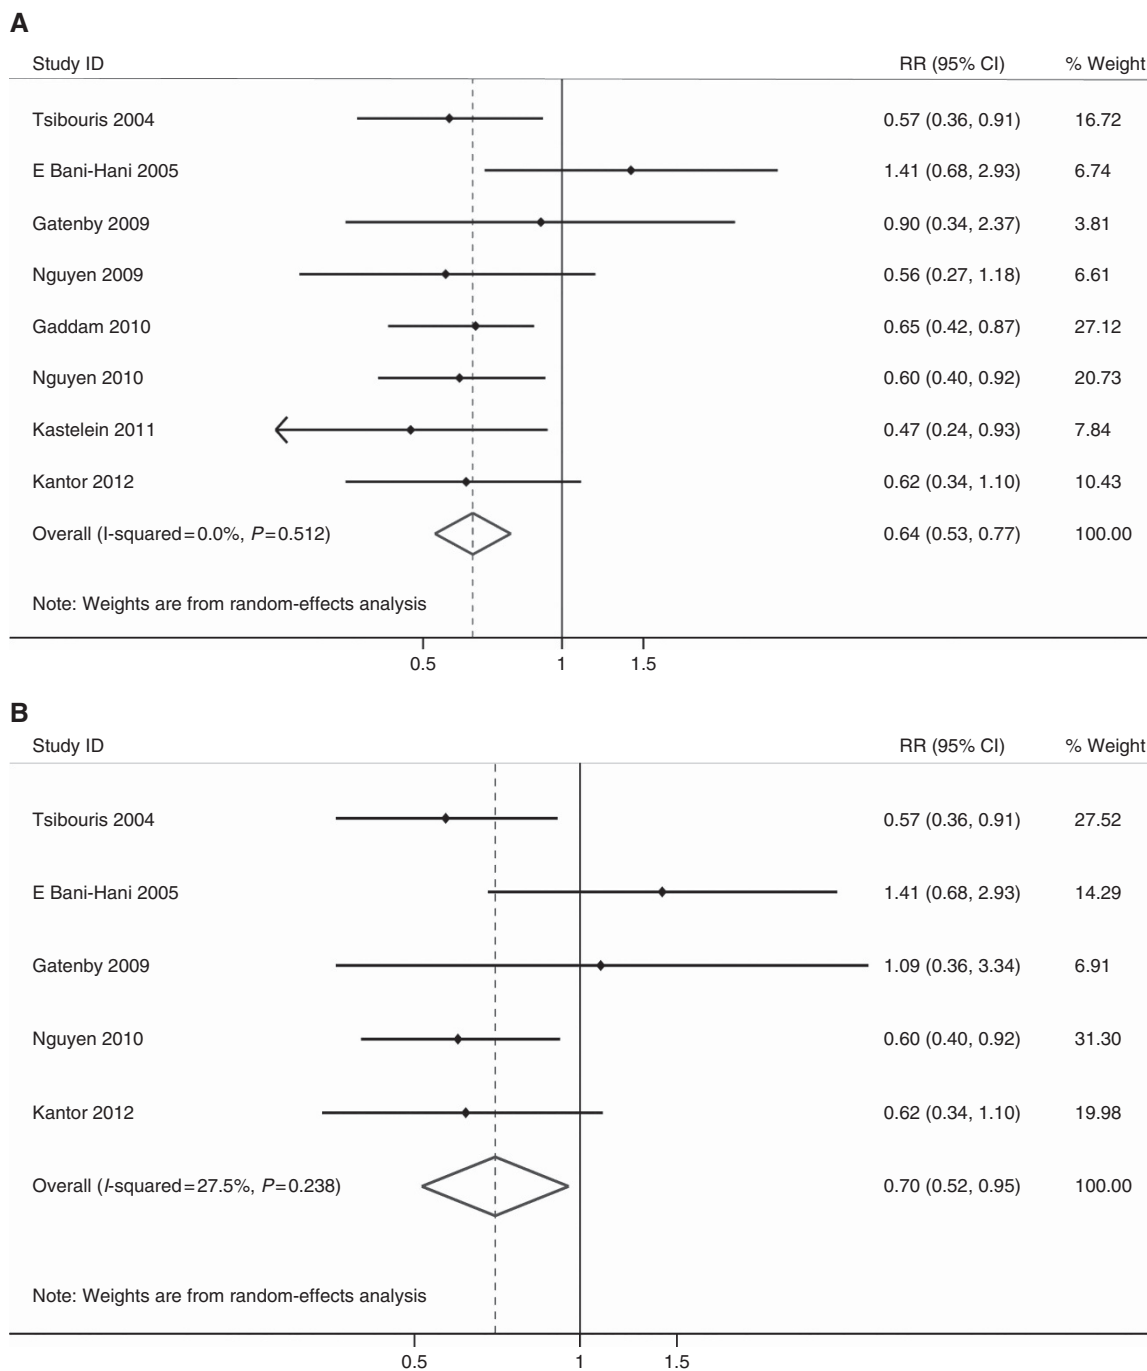 A
Study ID RR (95% CI) % Weight
Tsibouris 2004 0.57 (0.36, 0.91) 16.72
E Bani-Hani 2005 1.41 (0.68, 2.93) 6.74
Gatenby 2009 0.90 (0.34, 2.37) 3.81
Nguyen 2009 0.56 (0.27, 1.18) 6.61
Gaddam 2010 0.65 (0.42, 0.87) 27.12
Nguyen 2010 0.60 (0.40, 0.92) 20.73
Kastelein 2011 0.47 (0.24, 0.93) 7.84
Kantor 2012 0.62 (0.34, 1.10) 10.43
Overall (I-squared=0.0%, P=0.512) 0.64 (0.53, 0.77) 100.00
Note: Weights are from random-effects analysis
0.5 1 1.5
B
Study ID RR (95% CI) % Weight
Tsibouris 2004 0.57 (0.36, 0.91) 27.52
E Bani-Hani 2005 1.41 (0.68, 2.93) 14.29
Gatenby 2009 1.09 (0.36, 3.34) 6.91
Nguyen 2010 0.60 (0.40, 0.92) 31.30
Kantor 2012 0.62 (0.34, 1.10) 19.98
Overall (I-squared=27.5%, P=0.238) 0.70 (0.52, 0.95) 100.00
Note: Weights are from random-effects analysis
0.5 1 1.5